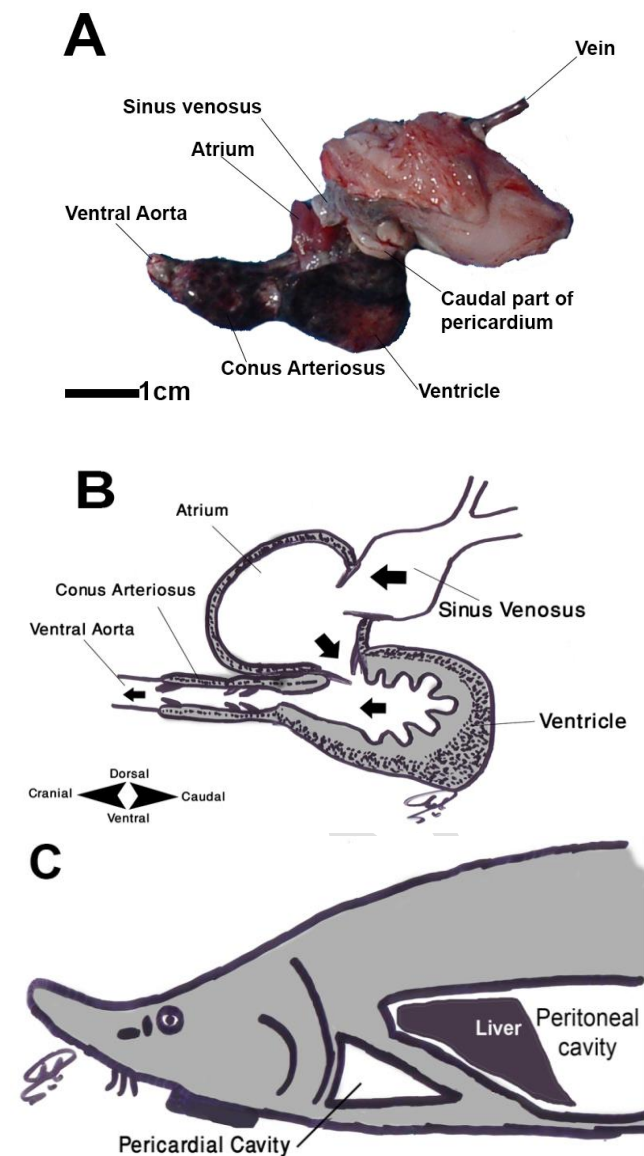 A
Vein
Sinus venosus
Atrium
Ventral Aorta
Caudal part of
pericardium
Conus Arteriosus
Ventricle
1cm
B
Atrium
Conus Arteriosus
Sinus Venosus
Ventral Aorta
Ventricle
Dorsal
Cranial
Caudal
Ventral
C
Liver
Peritoneal
cavity
Pericardial Cavity